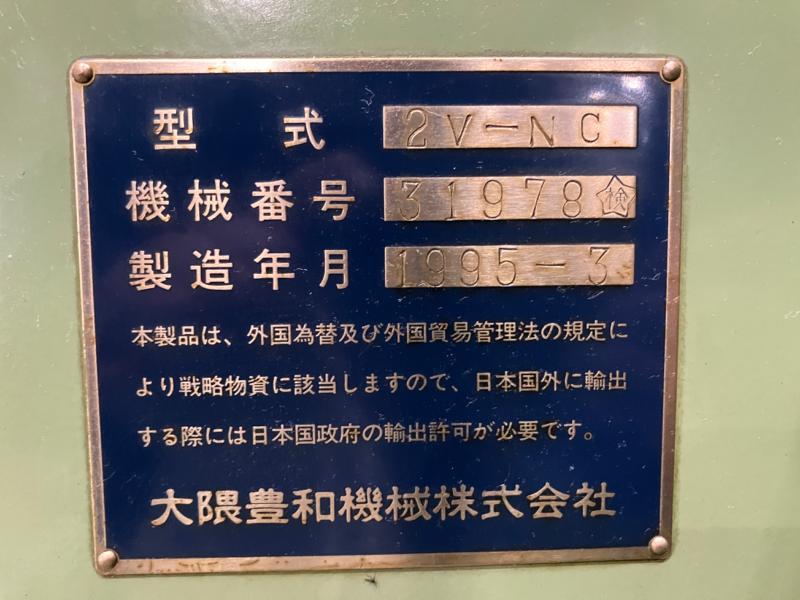 型式 2V-NC
機械番号 31978 検
製造年月 1995-3
本製品は、外国為替及び外国貿易管理法の規定に
より戦略物資に該当しますので、日本国外に輸出
する際には日本国政府の輸出許可が必要です。
大隈豊和機械株式会社